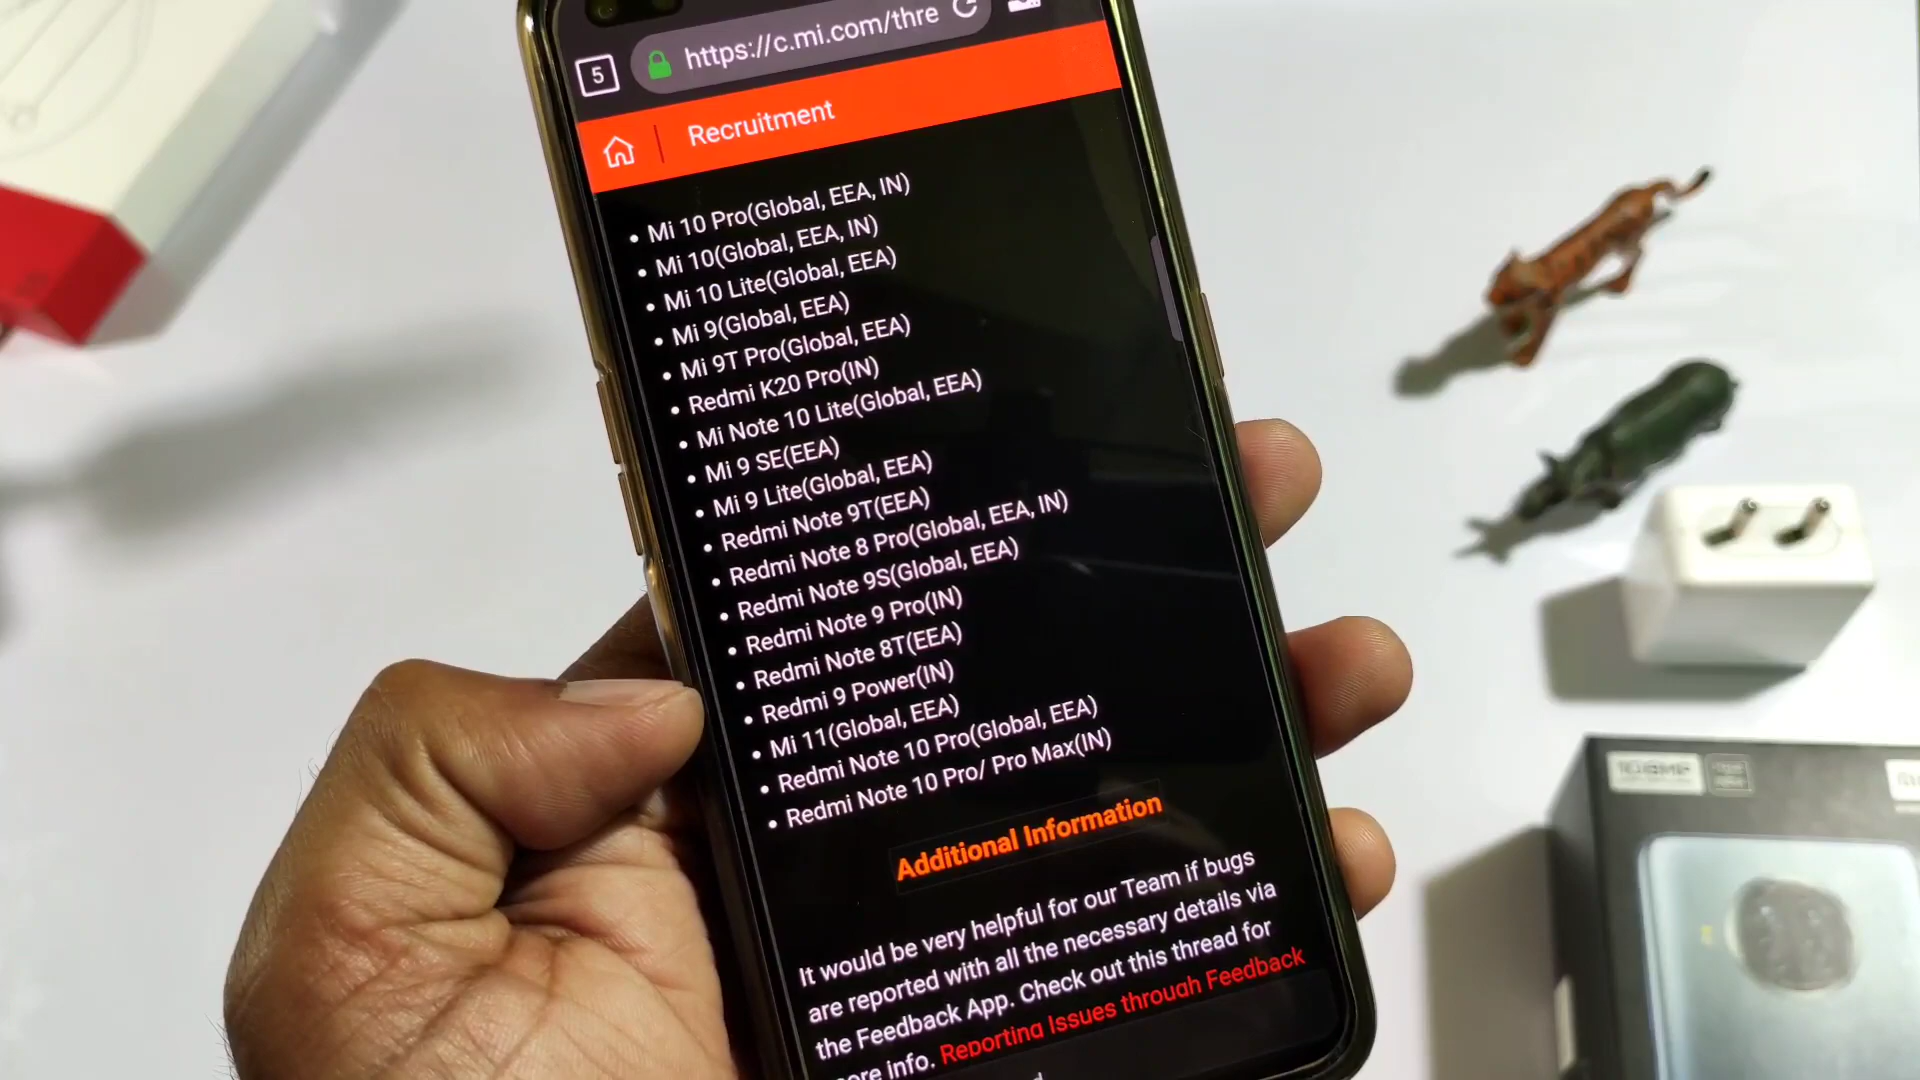 5
https://c.mi.com/thre
Recruitment
• Mi 10 Pro(Global, EEA, IN)
• Mi 10(Global, EEA, IN)
• Mi 10 Lite(Global, EEA)
• Mi 9(Global, EEA)
• Mi 9T Pro(Global, EEA)
• Redmi K20 Pro(IN)
• Mi Note 10 Lite(Global, EEA)
• Mi 9 SE(EEA)
• Mi 9 Lite(Global, EEA)
• Redmi Note 9T(EEA)
• Redmi Note 8 Pro(Global, EEA, IN)
• Redmi Note 9S(Global, EEA)
• Redmi Note 9 Pro(IN)
• Redmi Note 8T(EEA)
• Redmi 9 Power(IN)
• Mi 11(Global, EEA)
• Redmi Note 10 Pro(Global, EEA)
• Redmi Note 10 Pro/ Pro Max(IN)
Additional Information
It would be very helpful for our Team if bugs
are reported with all the necessary details via
the Feedback App. Check out this thread for
info. Reporting Issues through Feedback
108MP